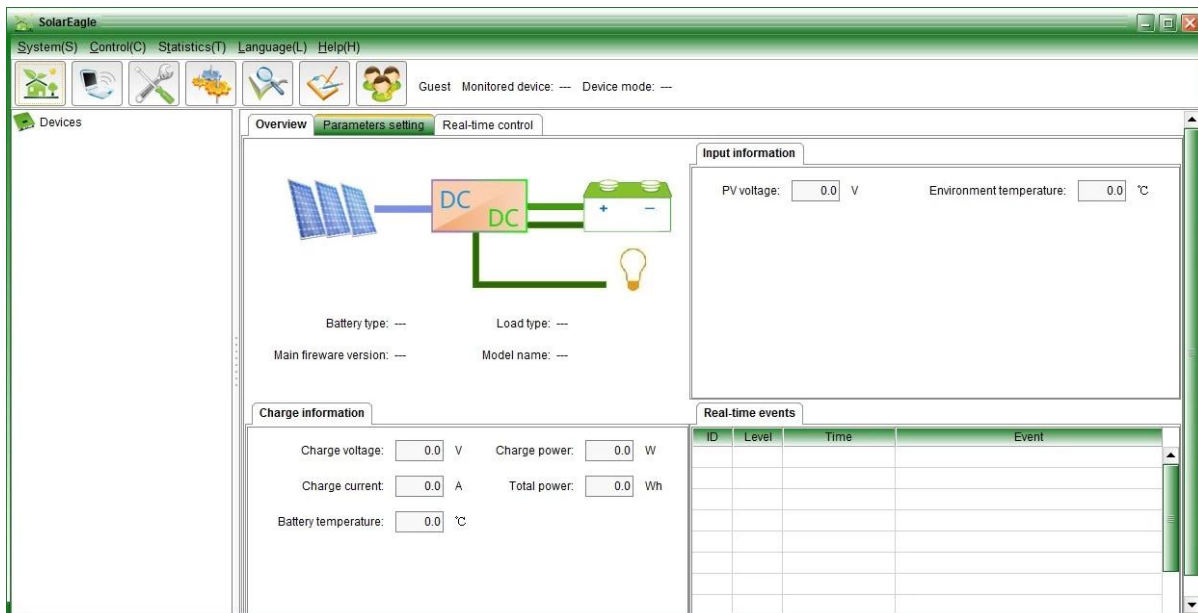 SolarEagle
System(S) Control(C) Statistics(T) Language(L) Help(H)
Guest Monitored device: --- Device mode: ---
Devices
Overview Parameters setting Real-time control
DC
DC
+ −
Battery type: --- Load type: ---
Main fireware version: --- Model name: ---
Input information
PV voltage: 0.0 V Environment temperature: 0.0 ℃
Charge information
Charge voltage: 0.0 V Charge power: 0.0 W
Charge current: 0.0 A Total power: 0.0 Wh
Battery temperature: 0.0 ℃
Real-time events
ID Level Time Event